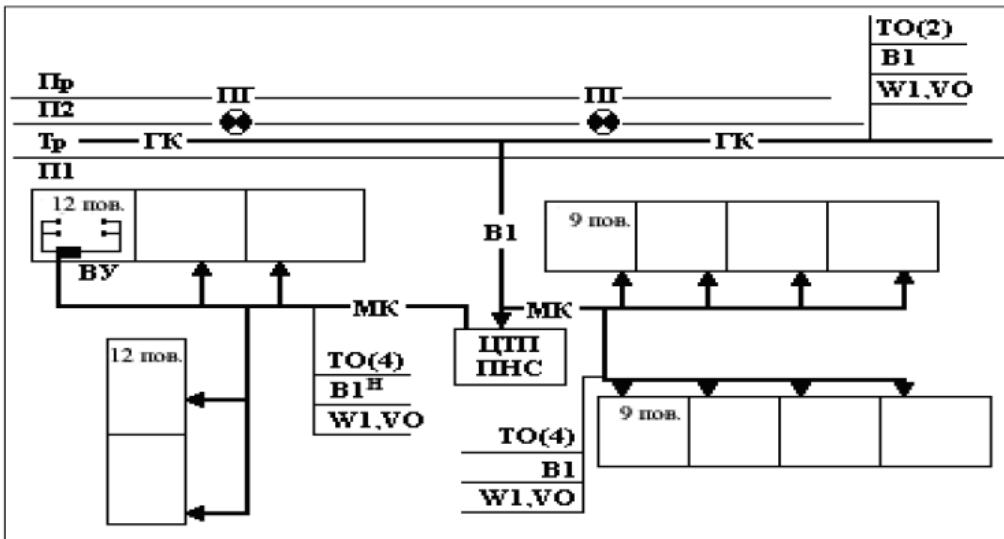 ТО(2)
В1
W1,VO
Пр
ПГ
ПГ
П2
Тр
ГК
ГК
П1
12 пов.
ВУ
В1
9 пов.
МК
МК
12 пов.
ТО(4)
В1Н
W1,VO
ЦТП
ПНС
9 пов.
ТО(4)
В1
W1,VO